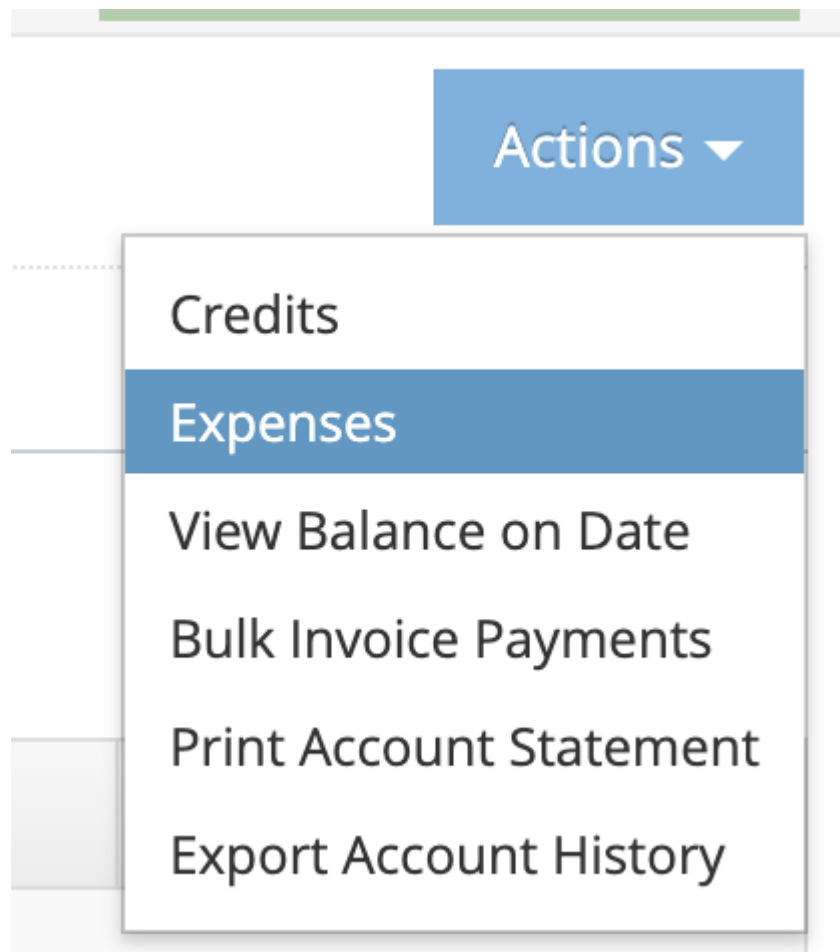 Actions
Credits
Expenses
View Balance on Date
Bulk Invoice Payments
Print Account Statement
Export Account History